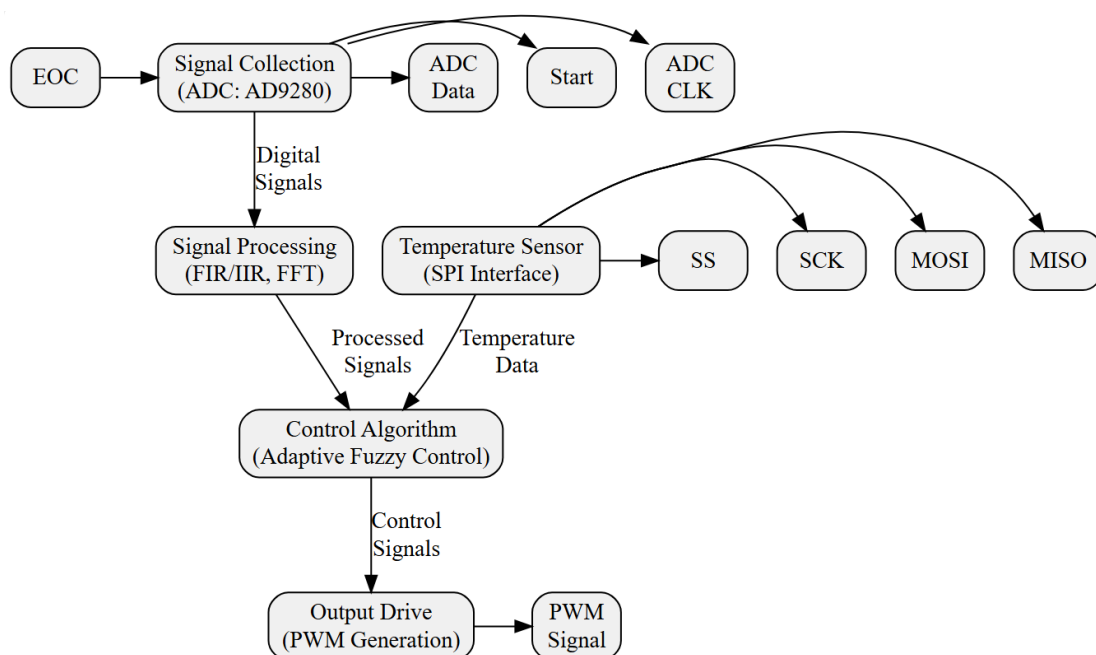 EOC
Signal Collection
(ADC: AD9280)
ADC
Data
Start
ADC
CLK
Digital
Signals
Signal Processing
(FIR/IIR, FFT)
Temperature Sensor
(SPI Interface)
SS
SCK
MOSI
MISO
Processed
Signals
Temperature
Data
Control Algorithm
(Adaptive Fuzzy Control)
Control
Signals
Output Drive
(PWM Generation)
PWM
Signal